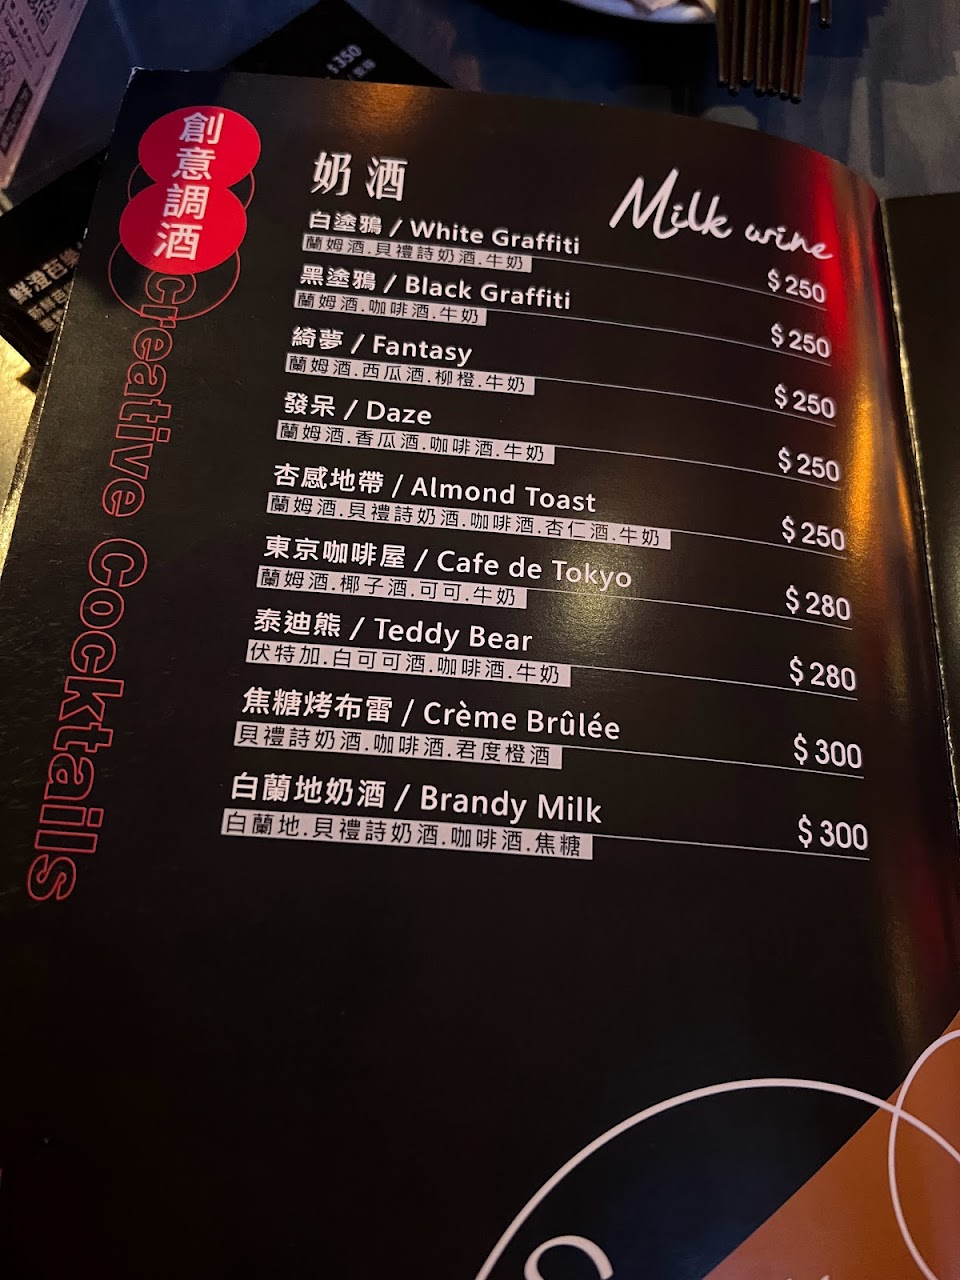 $350
創意調酒
Creative Cocktails
奶酒
Milk wine
白塗鴉 / White Graffiti
蘭姆酒.貝禮詩奶酒.牛奶
$250
黑塗鴉 / Black Graffiti
蘭姆酒.咖啡酒.牛奶
$250
綺夢 / Fantasy
蘭姆酒.西瓜酒.柳橙.牛奶
$250
發呆 / Daze
蘭姆酒.香瓜酒.咖啡酒.牛奶
$250
杏感地帶 / Almond Toast
蘭姆酒.貝禮詩奶酒.咖啡酒.杏仁酒.牛奶
$250
東京咖啡屋 / Cafe de Tokyo
蘭姆酒.椰子酒.可可.牛奶
$280
泰迪熊 / Teddy Bear
伏特加.白可可酒.咖啡酒.牛奶
$280
焦糖烤布雷 / Crème Brûlée
貝禮詩奶酒.咖啡酒.君度橙酒
$300
白蘭地奶酒 / Brandy Milk
白蘭地.貝禮詩奶酒.咖啡酒.焦糖
$300